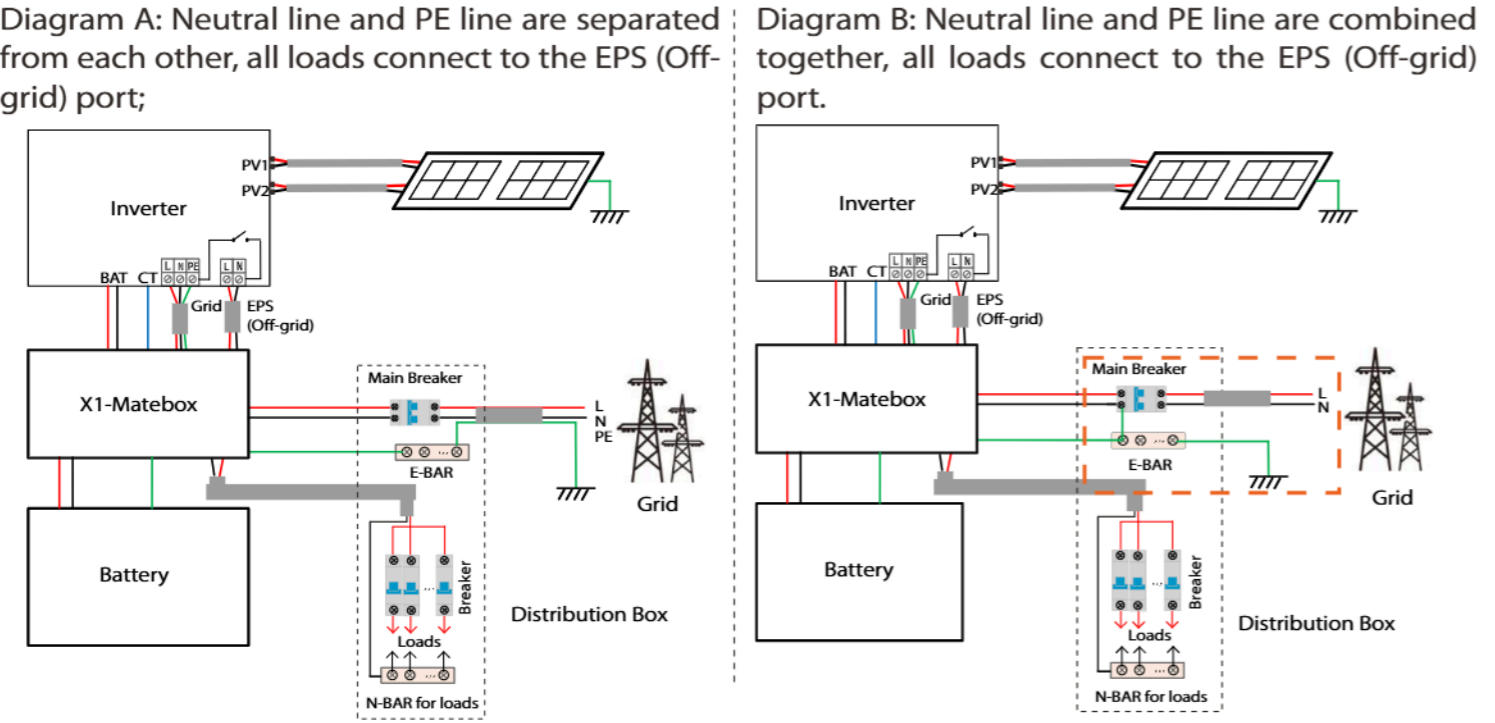 Diagram A: Neutral line and PE line are separated
from each other, all loads connect to the EPS (Off-
grid) port;
PV1
PV2
Inverter
L N PE
L N
BAT CT
Grid
EPS
(Off-grid)
X1-Matebox
Main Breaker
L
N
PE
E-BAR
Grid
Battery
Breaker
Distribution Box
Loads
N-BAR for loads
Diagram B: Neutral line and PE line are combined
together, all loads connect to the EPS (Off-grid)
port.
PV1
PV2
Inverter
L N PE
L N
BAT CT
Grid
EPS
(Off-grid)
X1-Matebox
Main Breaker
L
N
E-BAR
Grid
Battery
Breaker
Distribution Box
Loads
N-BAR for loads